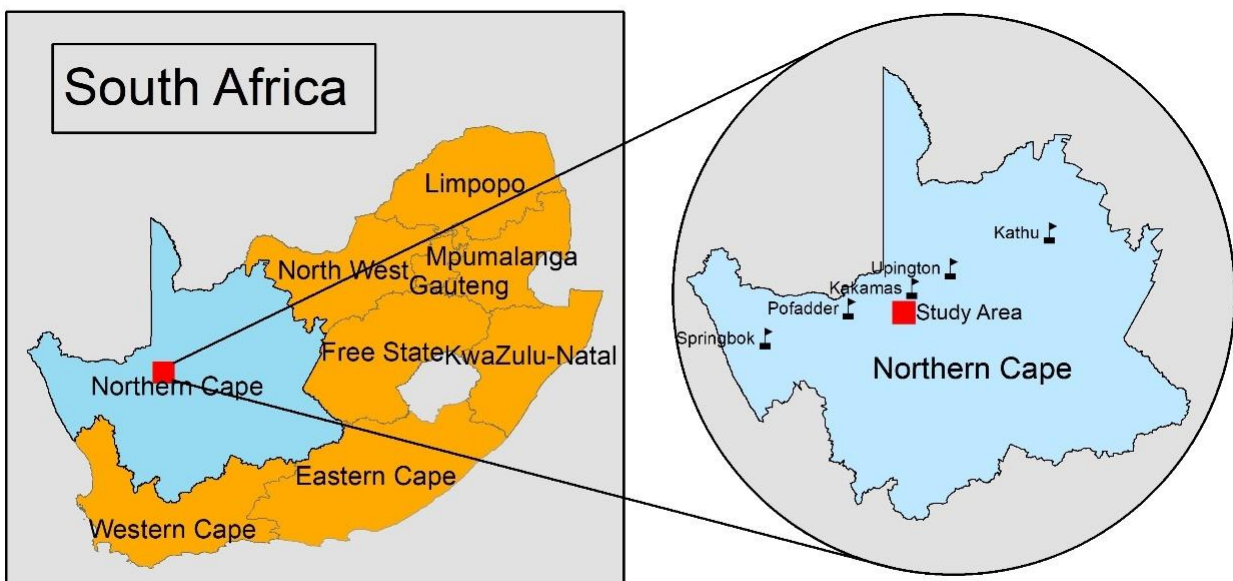 South Africa
Limpopo
Mpumalanga
North West
Gauteng
Free State
KwaZulu-Natal
Northern Cape
Eastern Cape
Western Cape
Kathu
Upington
Kakamas
Pofadder
Study Area
Springbok
Northern Cape